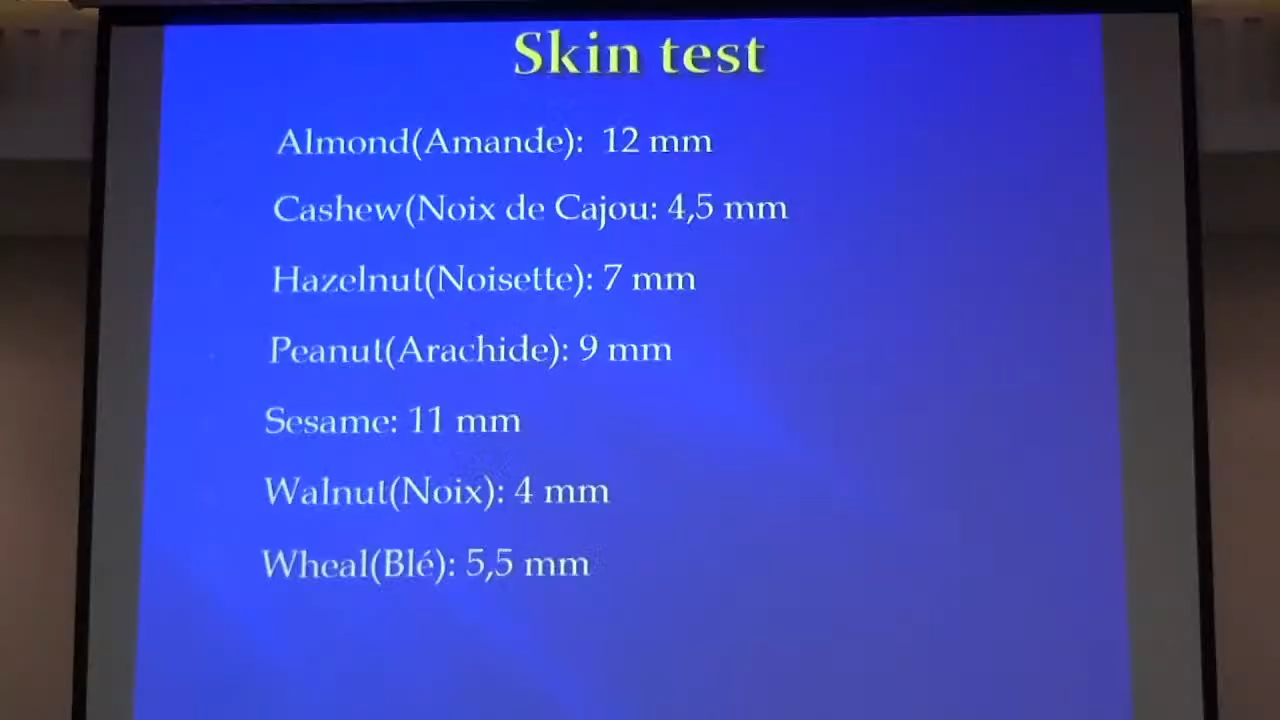 Skin test
Almond(Amande): 12 mm
Cashew(Noix de Cajou: 4,5 mm
Hazelnut(Noisette): 7 mm
Peanut(Arachide): 9 mm
Sesame: 11 mm
Walnut(Noix): 4 mm
Wheat(Blé): 5,5 mm